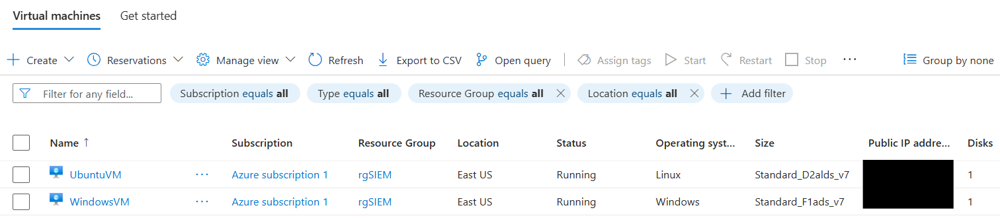 Virtual machines Get started
Create Reservations Manage view Refresh Export to CSV Open query Assign tags Start Restart Stop ... Group by none
Filter for any field... Subscription equals all Type equals all Resource Group equals all Location equals all Add filter
Name ↑ Subscription Resource Group Location Status Operating syst... Size Public IP addre... Disks
UbuntuVM ... Azure subscription 1 rgSIEM East US Running Linux Standard_D2alds_v7 1
WindowsVM ... Azure subscription 1 rgSIEM East US Running Windows Standard_F1ads_v7 1